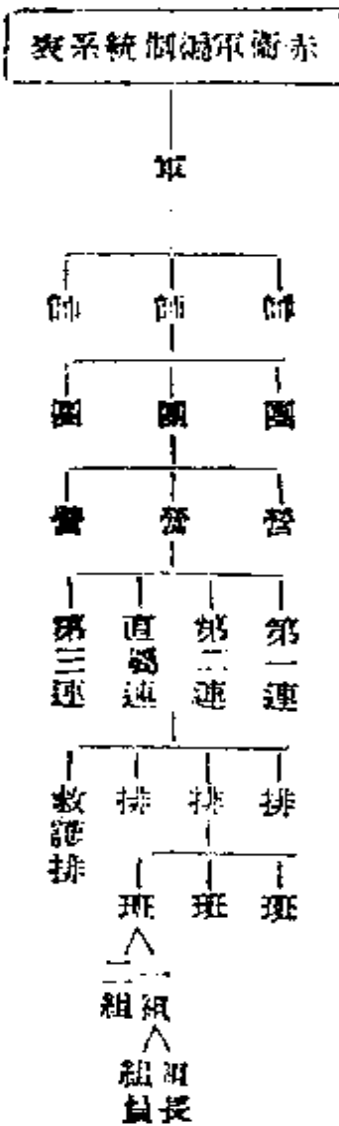 赤衛軍編制系統表
軍
師 師 師
團 團 團
營 營 營
第一連 第二連 直屬連 第三連
排 排 排 救護排
班 班 班
一組 二組
組長 組員